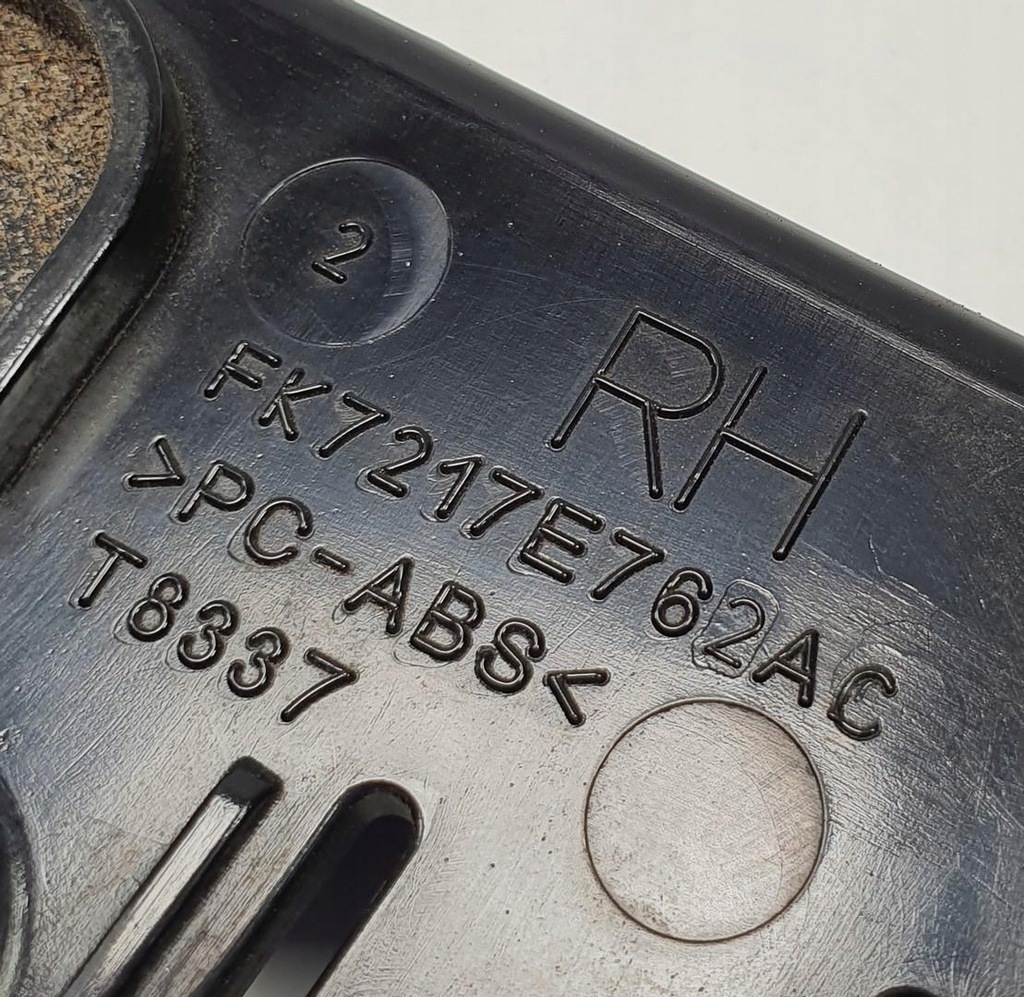 2
RH
FK7217E762AC
>PC-ABS<
T8337